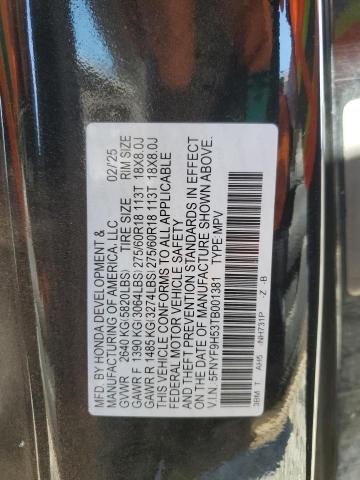 MFD. BY HONDA DEVELOPMENT &
MANUFACTURING OF AMERICA, LLC 02/25
GVWR 2640 KG(5820LBS) TIRE SIZE RIM SIZE
GAWR F 1390 KG(3064LBS) 275/60R18 113T 18X8.0J
GAWR R 1485 KG(3274LBS) 275/60R18 113T 18X8.0J
THIS VEHICLE CONFORMS TO ALL APPLICABLE
FEDERAL MOTOR VEHICLE SAFETY
AND THEFT PREVENTION STANDARDS IN EFFECT
ON THE DATE OF MANUFACTURE SHOWN ABOVE.
V.I.N. 5FNYF9H53TB001381 TYPE:MPV
3BM T AH5 NH731P -Z -B